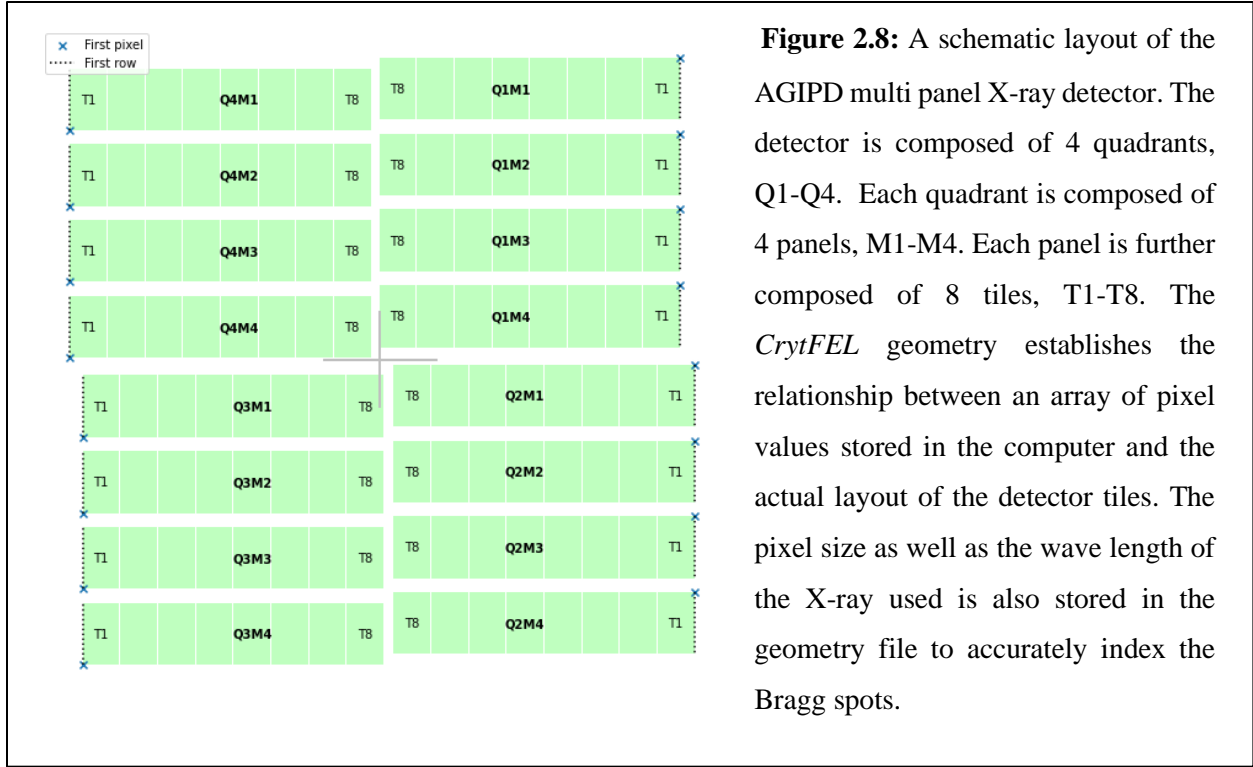 First pixel
First row
T1 Q4M1 T8
T8 Q1M1 T1
T1 Q4M2 T8
T8 Q1M2 T1
T1 Q4M3 T8
T8 Q1M3 T1
T1 Q4M4 T8
T8 Q1M4 T1
T1 Q3M1 T8
T8 Q2M1 T1
T1 Q3M2 T8
T8 Q2M2 T1
T1 Q3M3 T8
T8 Q2M3 T1
T1 Q3M4 T8
T8 Q2M4 T1
Figure 2.8: A schematic layout of the
AGIPD multi panel X-ray detector. The
detector is composed of 4 quadrants,
Q1-Q4. Each quadrant is composed of
4 panels, M1-M4. Each panel is further
composed of 8 tiles, T1-T8. The
CrytFEL geometry establishes the
relationship between an array of pixel
values stored in the computer and the
actual layout of the detector tiles. The
pixel size as well as the wave length of
the X-ray used is also stored in the
geometry file to accurately index the
Bragg spots.